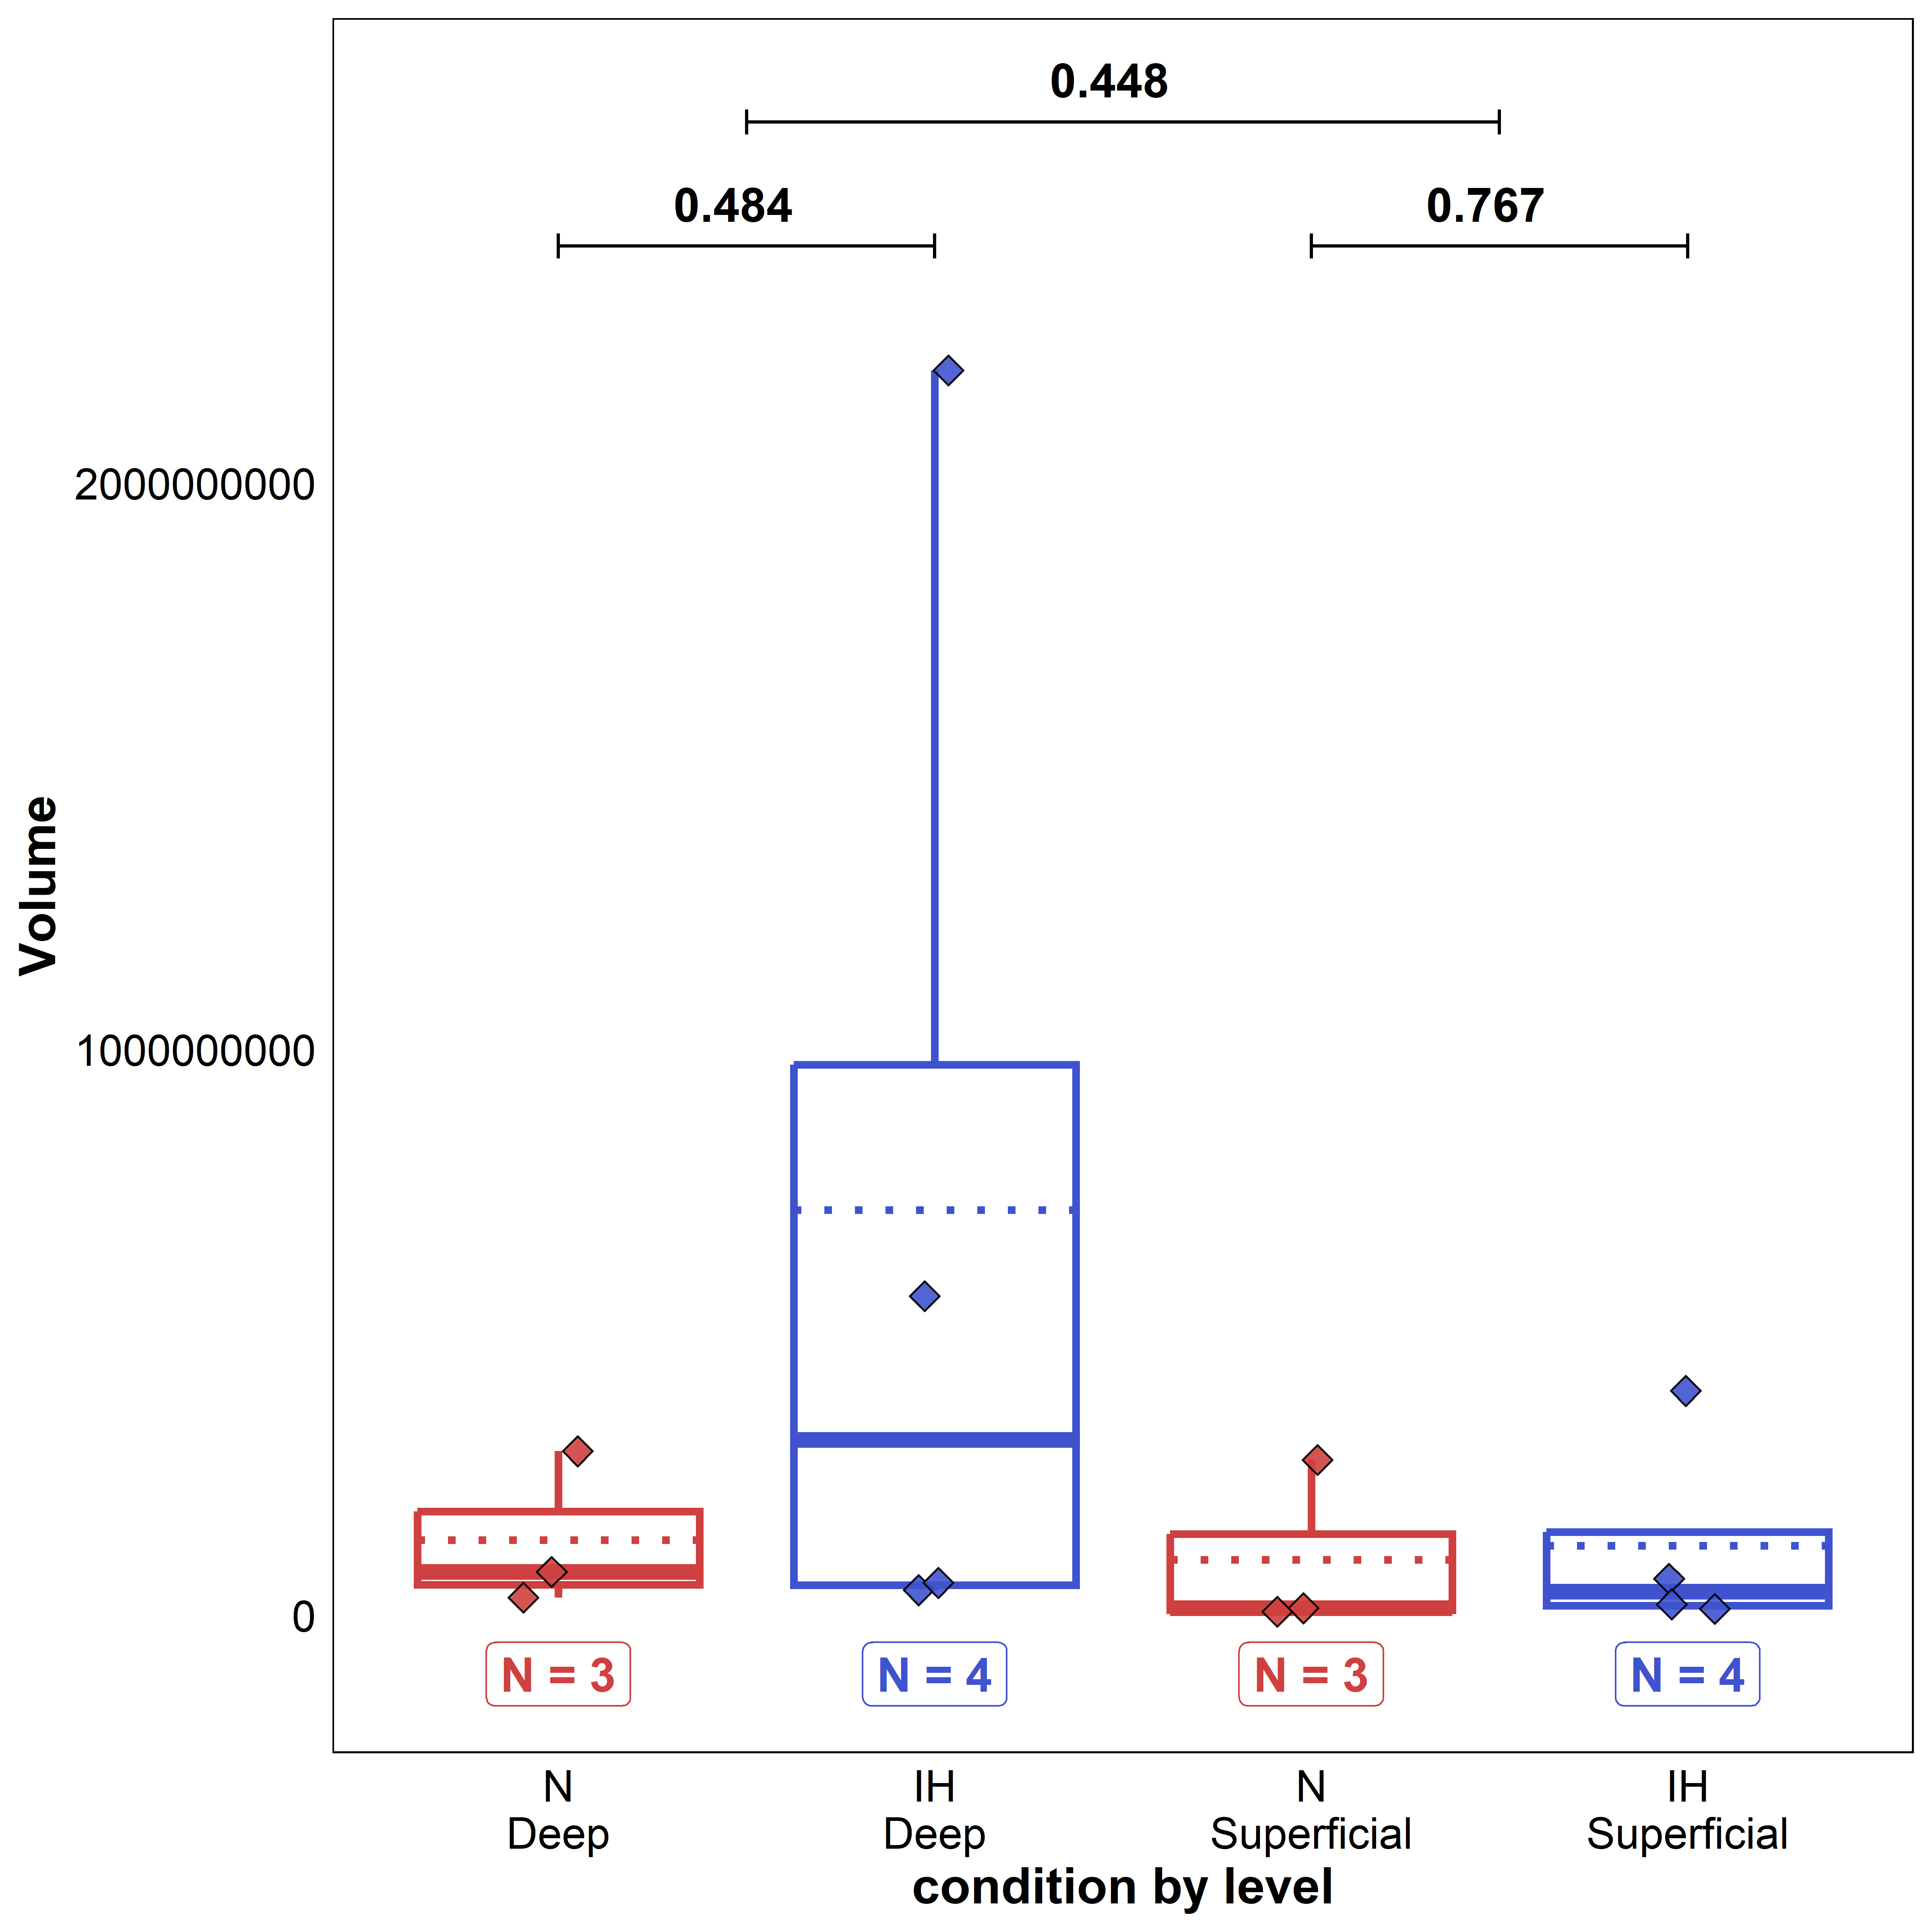 0.448
0.484
0.767
Volume
2000000000
1000000000
0
N = 3
N = 4
N = 3
N = 4
N
Deep
IH
Deep
N
Superficial
IH
Superficial
condition by level